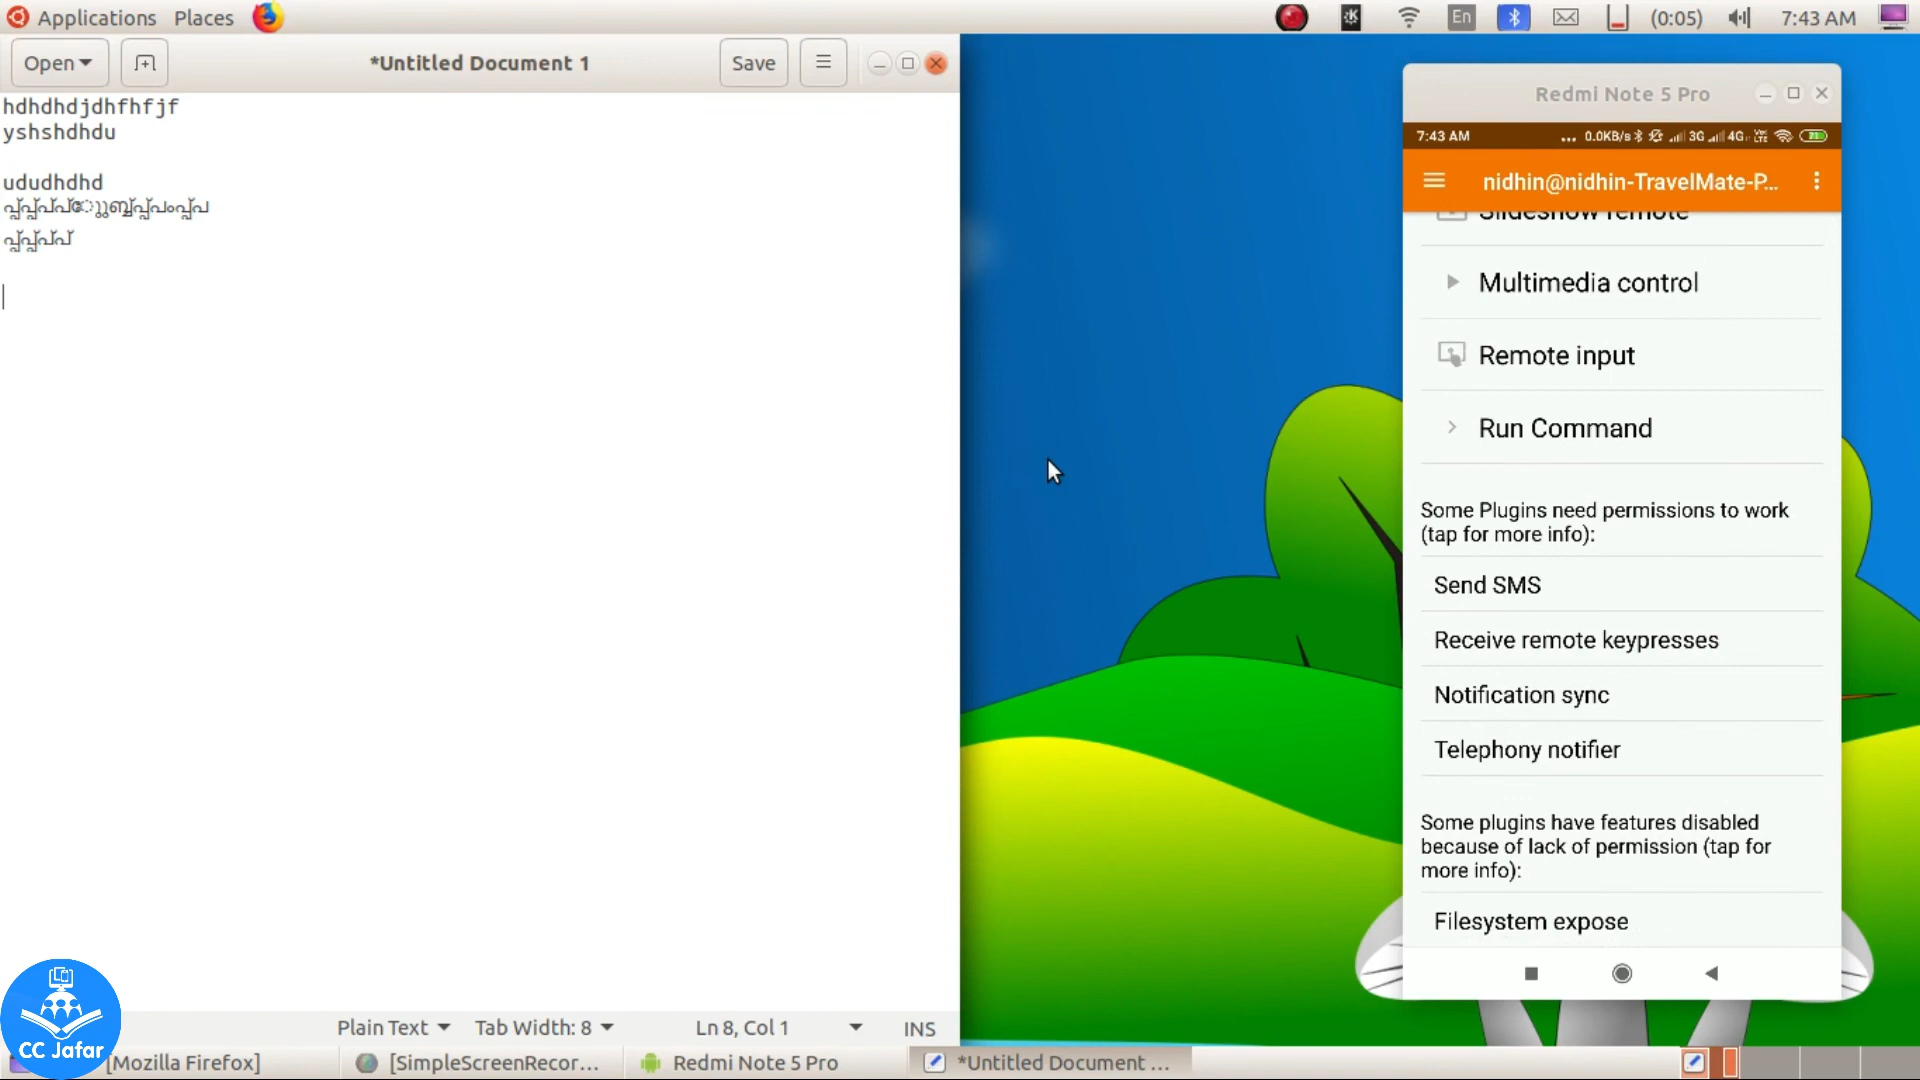 Applications Places
En
(0:05)
7:43 AM
Open
*Untitled Document 1
Save
hdhdhdjdhfhfjf
yshshdhdu
ududhdhd
പ്പ്പ്പ്
Plain Text
Tab Width: 8
Ln 8, Col 1
INS
Redmi Note 5 Pro
7:43 AM
... 0.0KB/s 3G 4G
nidhin@nidhin-TravelMate-P...
Slideshow remote
Multimedia control
Remote input
Run Command
Some Plugins need permissions to work
(tap for more info):
Send SMS
Receive remote keypresses
Notification sync
Telephony notifier
Some plugins have features disabled
because of lack of permission (tap for
more info):
Filesystem expose
CC Jafar
[Mozilla Firefox]
[SimpleScreenRecor...
Redmi Note 5 Pro
*Untitled Document ...